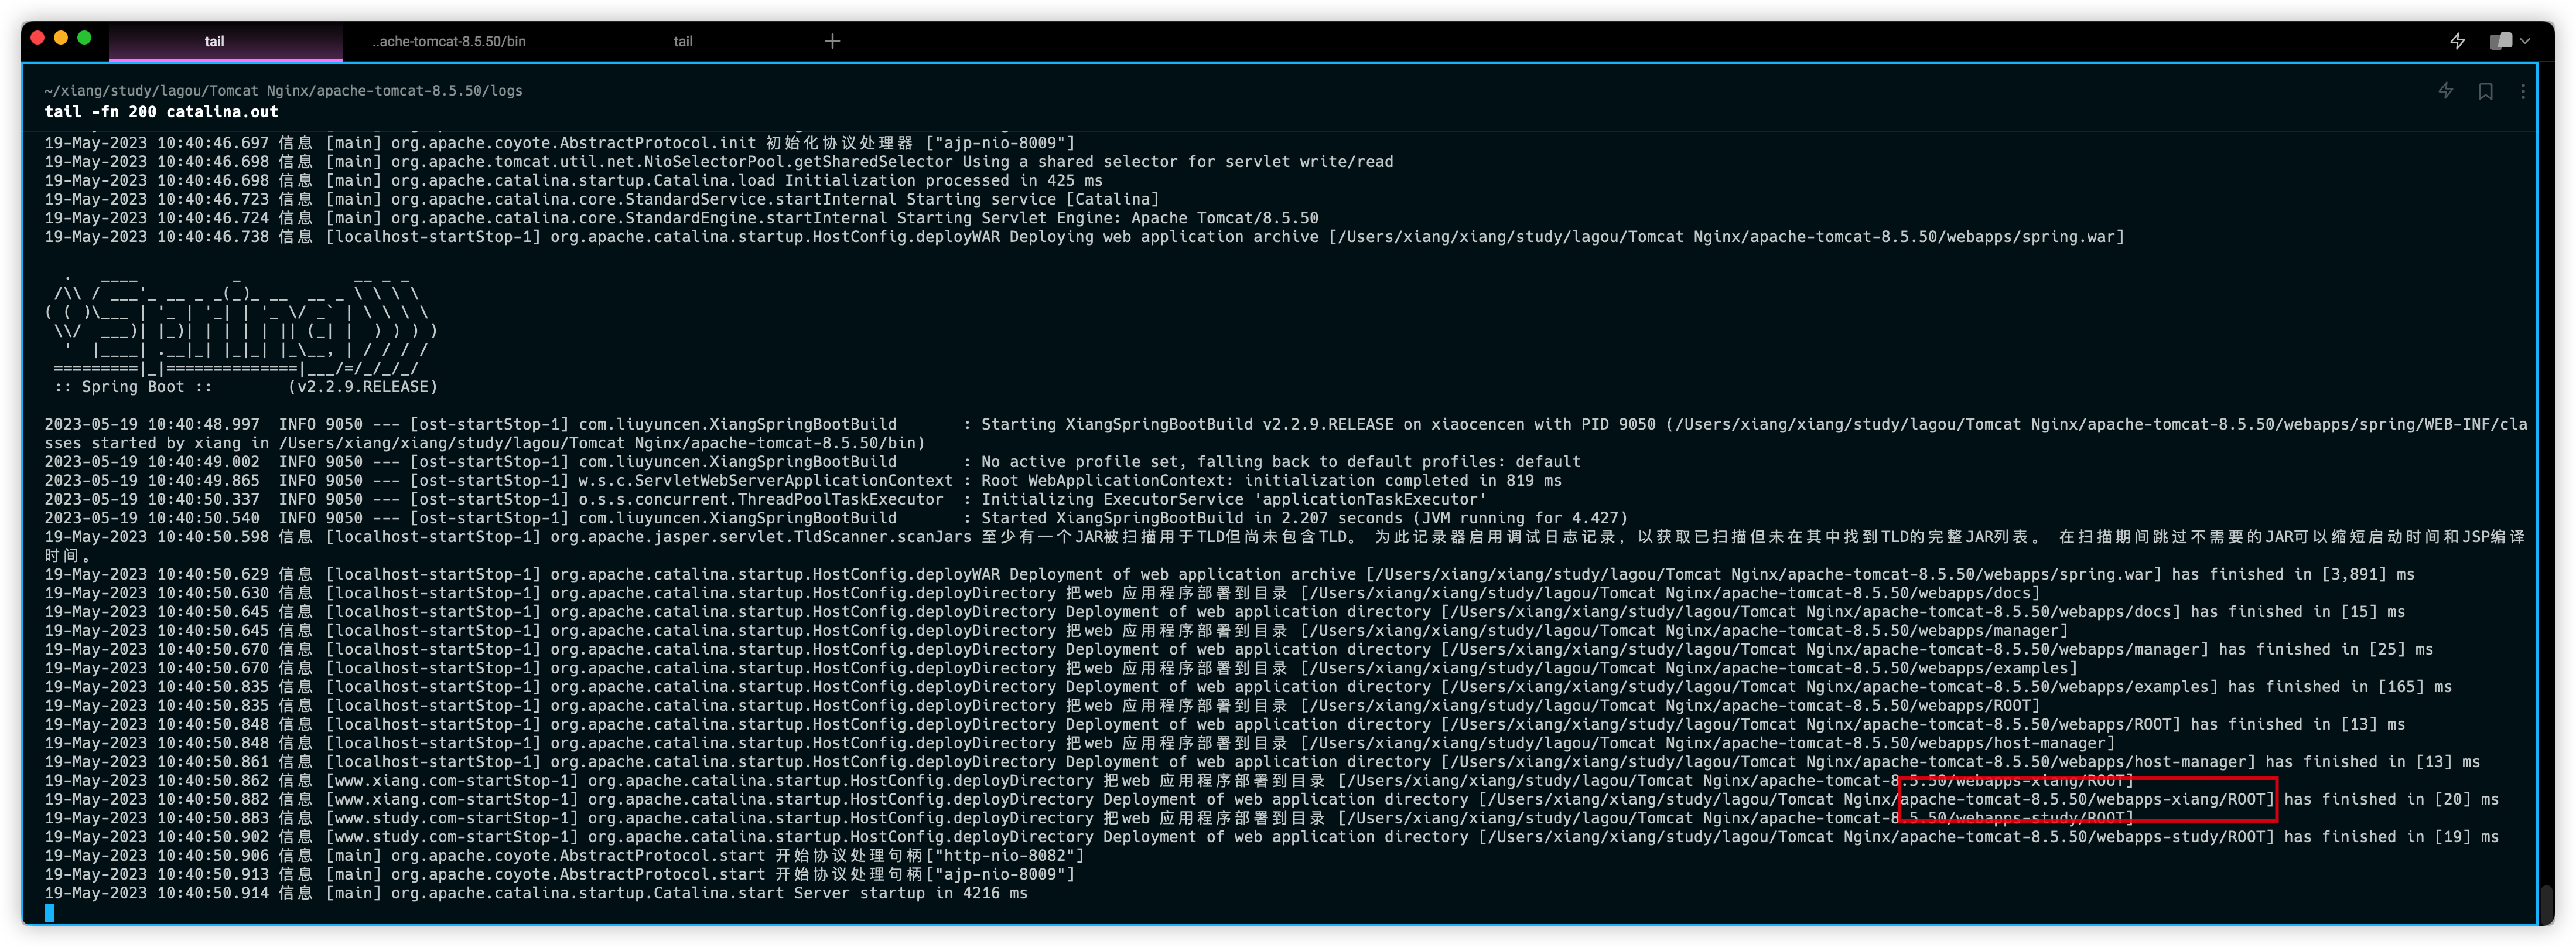 tail
..ache-tomcat-8.5.50/bin
tail
~/xiang/study/lagou/Tomcat Nginx/apache-tomcat-8.5.50/logs
tail -fn 200 catalina.out
19-May-2023 10:40:46.697 信息 [main] org.apache.coyote.AbstractProtocol.init 初始化协议处理器 ["ajp-nio-8009"]
19-May-2023 10:40:46.698 信息 [main] org.apache.tomcat.util.net.NioSelectorPool.getSharedSelector Using a shared selector for servlet write/read
19-May-2023 10:40:46.698 信息 [main] org.apache.catalina.startup.Catalina.load Initialization processed in 425 ms
19-May-2023 10:40:46.723 信息 [main] org.apache.catalina.core.StandardService.startInternal Starting service [Catalina]
19-May-2023 10:40:46.724 信息 [main] org.apache.catalina.core.StandardEngine.startInternal Starting Servlet Engine: Apache Tomcat/8.5.50
19-May-2023 10:40:46.738 信息 [localhost-startStop-1] org.apache.catalina.startup.HostConfig.deployWAR Deploying web application archive [/Users/xiang/xiang/study/lagou/Tomcat Nginx/apache-tomcat-8.5.50/webapps/spring.war]
  .   ____          _            __ _ _
 /\\ / ___'_ __ _ _(_)_ __  __ _ \ \ \ \
( ( )\___ | '_ | '_| | '_ \/ _` | \ \ \ \
 \\/  ___)| |_)| | | | | || (_| |  ) ) ) )
  '  |____| .__|_| |_|_| |_\__, | / / / /
 =========|_|==============|___/=/_/_/_/
 :: Spring Boot ::        (v2.2.9.RELEASE)
2023-05-19 10:40:48.997  INFO 9050 --- [ost-startStop-1] com.liuyuncen.XiangSpringBootBuild       : Starting XiangSpringBootBuild v2.2.9.RELEASE on xiaocencen with PID 9050 (/Users/xiang/xiang/study/lagou/Tomcat Nginx/apache-tomcat-8.5.50/webapps/spring/WEB-INF/cla
sses started by xiang in /Users/xiang/xiang/study/lagou/Tomcat Nginx/apache-tomcat-8.5.50/bin)
2023-05-19 10:40:49.002  INFO 9050 --- [ost-startStop-1] com.liuyuncen.XiangSpringBootBuild       : No active profile set, falling back to default profiles: default
2023-05-19 10:40:49.865  INFO 9050 --- [ost-startStop-1] w.s.c.ServletWebServerApplicationContext : Root WebApplicationContext: initialization completed in 819 ms
2023-05-19 10:40:50.337  INFO 9050 --- [ost-startStop-1] o.s.s.concurrent.ThreadPoolTaskExecutor  : Initializing ExecutorService 'applicationTaskExecutor'
2023-05-19 10:40:50.540  INFO 9050 --- [ost-startStop-1] com.liuyuncen.XiangSpringBootBuild       : Started XiangSpringBootBuild in 2.207 seconds (JVM running for 4.427)
19-May-2023 10:40:50.598 信息 [localhost-startStop-1] org.apache.jasper.servlet.TldScanner.scanJars 至少有一个JAR被扫描用于TLD但尚未包含TLD。 为此记录器启用调试日志记录，以获取已扫描但未在其中找到TLD的完整JAR列表。 在扫描期间跳过不需要的JAR可以缩短启动时间和JSP编译
时间。
19-May-2023 10:40:50.629 信息 [localhost-startStop-1] org.apache.catalina.startup.HostConfig.deployWAR Deployment of web application archive [/Users/xiang/xiang/study/lagou/Tomcat Nginx/apache-tomcat-8.5.50/webapps/spring.war] has finished in [3,891] ms
19-May-2023 10:40:50.630 信息 [localhost-startStop-1] org.apache.catalina.startup.HostConfig.deployDirectory 把web 应用程序部署到目录 [/Users/xiang/xiang/study/lagou/Tomcat Nginx/apache-tomcat-8.5.50/webapps/docs]
19-May-2023 10:40:50.645 信息 [localhost-startStop-1] org.apache.catalina.startup.HostConfig.deployDirectory Deployment of web application directory [/Users/xiang/xiang/study/lagou/Tomcat Nginx/apache-tomcat-8.5.50/webapps/docs] has finished in [15] ms
19-May-2023 10:40:50.645 信息 [localhost-startStop-1] org.apache.catalina.startup.HostConfig.deployDirectory 把web 应用程序部署到目录 [/Users/xiang/xiang/study/lagou/Tomcat Nginx/apache-tomcat-8.5.50/webapps/manager]
19-May-2023 10:40:50.670 信息 [localhost-startStop-1] org.apache.catalina.startup.HostConfig.deployDirectory Deployment of web application directory [/Users/xiang/xiang/study/lagou/Tomcat Nginx/apache-tomcat-8.5.50/webapps/manager] has finished in [25] ms
19-May-2023 10:40:50.670 信息 [localhost-startStop-1] org.apache.catalina.startup.HostConfig.deployDirectory 把web 应用程序部署到目录 [/Users/xiang/xiang/study/lagou/Tomcat Nginx/apache-tomcat-8.5.50/webapps/examples]
19-May-2023 10:40:50.835 信息 [localhost-startStop-1] org.apache.catalina.startup.HostConfig.deployDirectory Deployment of web application directory [/Users/xiang/xiang/study/lagou/Tomcat Nginx/apache-tomcat-8.5.50/webapps/examples] has finished in [165] ms
19-May-2023 10:40:50.835 信息 [localhost-startStop-1] org.apache.catalina.startup.HostConfig.deployDirectory 把web 应用程序部署到目录 [/Users/xiang/xiang/study/lagou/Tomcat Nginx/apache-tomcat-8.5.50/webapps/ROOT]
19-May-2023 10:40:50.848 信息 [localhost-startStop-1] org.apache.catalina.startup.HostConfig.deployDirectory Deployment of web application directory [/Users/xiang/xiang/study/lagou/Tomcat Nginx/apache-tomcat-8.5.50/webapps/ROOT] has finished in [13] ms
19-May-2023 10:40:50.848 信息 [localhost-startStop-1] org.apache.catalina.startup.HostConfig.deployDirectory 把web 应用程序部署到目录 [/Users/xiang/xiang/study/lagou/Tomcat Nginx/apache-tomcat-8.5.50/webapps/host-manager]
19-May-2023 10:40:50.861 信息 [localhost-startStop-1] org.apache.catalina.startup.HostConfig.deployDirectory Deployment of web application directory [/Users/xiang/xiang/study/lagou/Tomcat Nginx/apache-tomcat-8.5.50/webapps/host-manager] has finished in [13] ms
19-May-2023 10:40:50.862 信息 [www.xiang.com-startStop-1] org.apache.catalina.startup.HostConfig.deployDirectory 把web 应用程序部署到目录 [/Users/xiang/xiang/study/lagou/Tomcat Nginx/apache-tomcat-8.5.50/webapps-xiang/ROOT]
19-May-2023 10:40:50.882 信息 [www.xiang.com-startStop-1] org.apache.catalina.startup.HostConfig.deployDirectory Deployment of web application directory [/Users/xiang/xiang/study/lagou/Tomcat Nginx/apache-tomcat-8.5.50/webapps-xiang/ROOT] has finished in [20] ms
19-May-2023 10:40:50.883 信息 [www.study.com-startStop-1] org.apache.catalina.startup.HostConfig.deployDirectory 把web 应用程序部署到目录 [/Users/xiang/xiang/study/lagou/Tomcat Nginx/apache-tomcat-8.5.50/webapps-study/ROOT]
19-May-2023 10:40:50.902 信息 [www.study.com-startStop-1] org.apache.catalina.startup.HostConfig.deployDirectory Deployment of web application directory [/Users/xiang/xiang/study/lagou/Tomcat Nginx/apache-tomcat-8.5.50/webapps-study/ROOT] has finished in [19] ms
19-May-2023 10:40:50.906 信息 [main] org.apache.coyote.AbstractProtocol.start 开始协议处理句柄["http-nio-8082"]
19-May-2023 10:40:50.913 信息 [main] org.apache.coyote.AbstractProtocol.start 开始协议处理句柄["ajp-nio-8009"]
19-May-2023 10:40:50.914 信息 [main] org.apache.catalina.startup.Catalina.start Server startup in 4216 ms